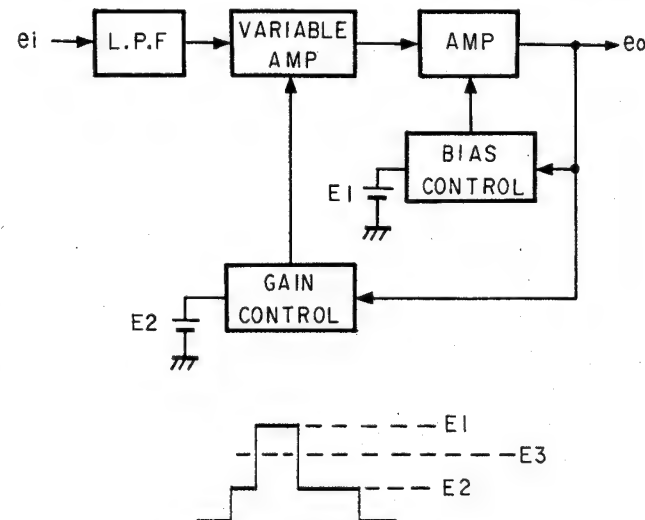 ei
L.P.F
VARIABLE
AMP
AMP
eo
BIAS
CONTROL
E1
GAIN
CONTROL
E2
E1
E3
E2